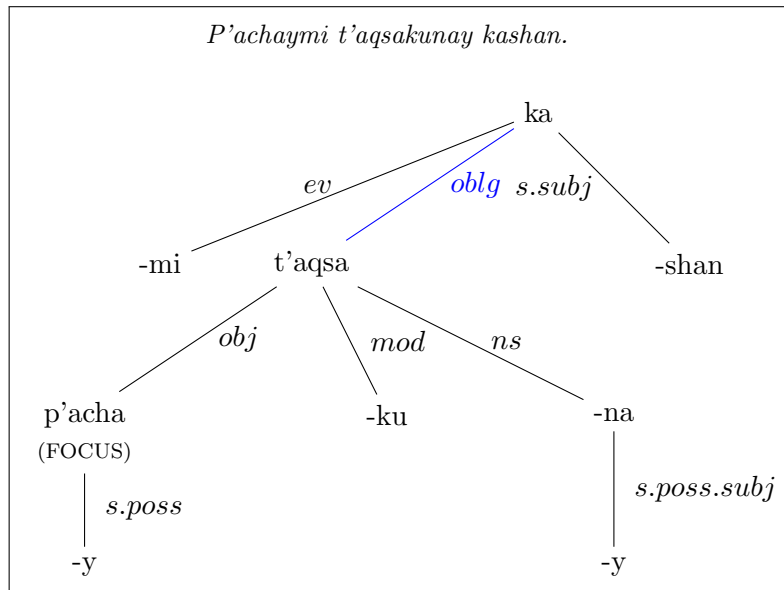 P'achaymi t'aqsakunay kashan.
ka
ev oblg s.subj
-mi t'aqsa -shan
obj mod ns
p'acha -ku -na
(FOCUS)
s.poss s.poss.subj
-y -y